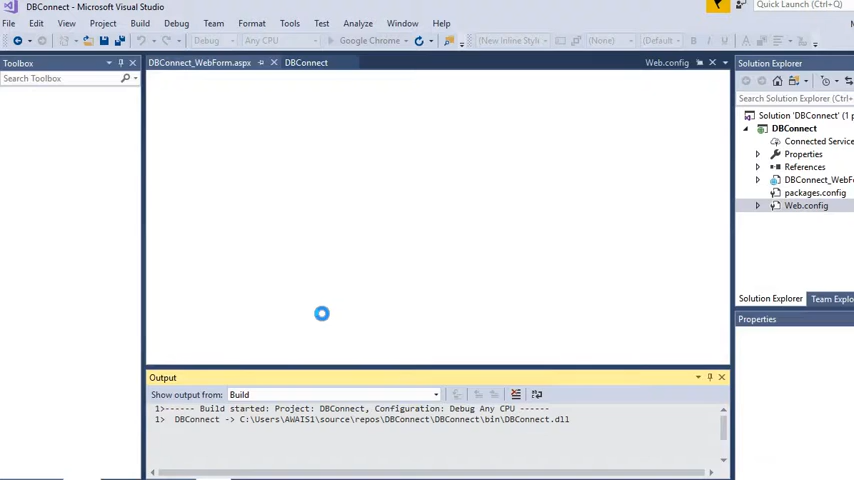 DBConnect - Microsoft Visual Studio
Quick Launch (Ctrl+
File Edit View Project Build Debug Team Format Tools Test Analyze Window Help
Debug Any CPU Google Chrome (New Inline Style (None) (Default B I U A
Toolbox
DBConnect_WebForm.aspx DBConnect Web.config
Solution Explorer
Search Toolbox
Search Solution Explorer (Ctrl+
Solution 'DBConnect' (1 p
DBConnect
Connected Service
Properties
References
DBConnect_WebF
packages.config
Web.config
Solution Explorer Team Explo
Properties
Output
Show output from: Build
1>------ Build started: Project: DBConnect, Configuration: Debug Any CPU ------
1> DBConnect -> C:\Users\AWAIS1\source\repos\DBConnect\DBConnect\bin\DBConnect.dll